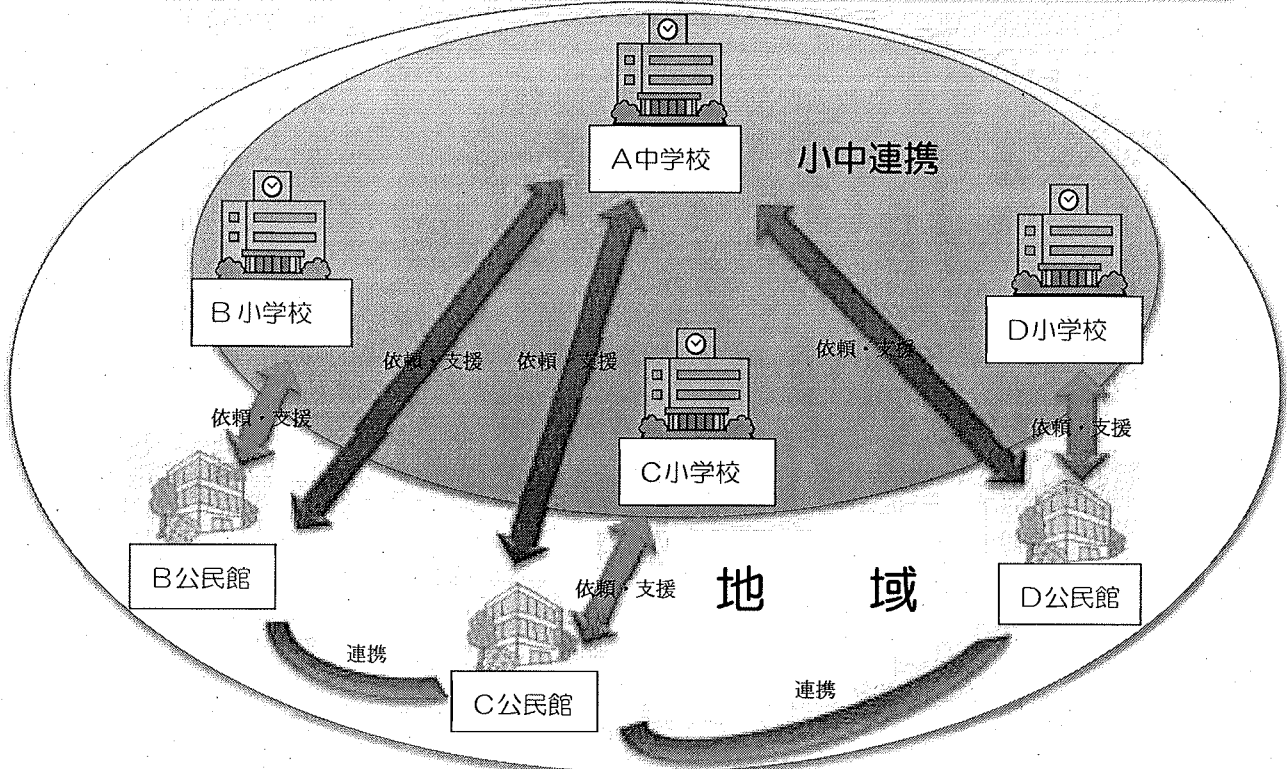 A中学校
小中連携
B小学校
D小学校
依頼・支援
依頼・支援
依頼・支援
依頼・支援
依頼・支援
C小学校
B公民館
依頼・支援
地　域
D公民館
連携
C公民館
連携